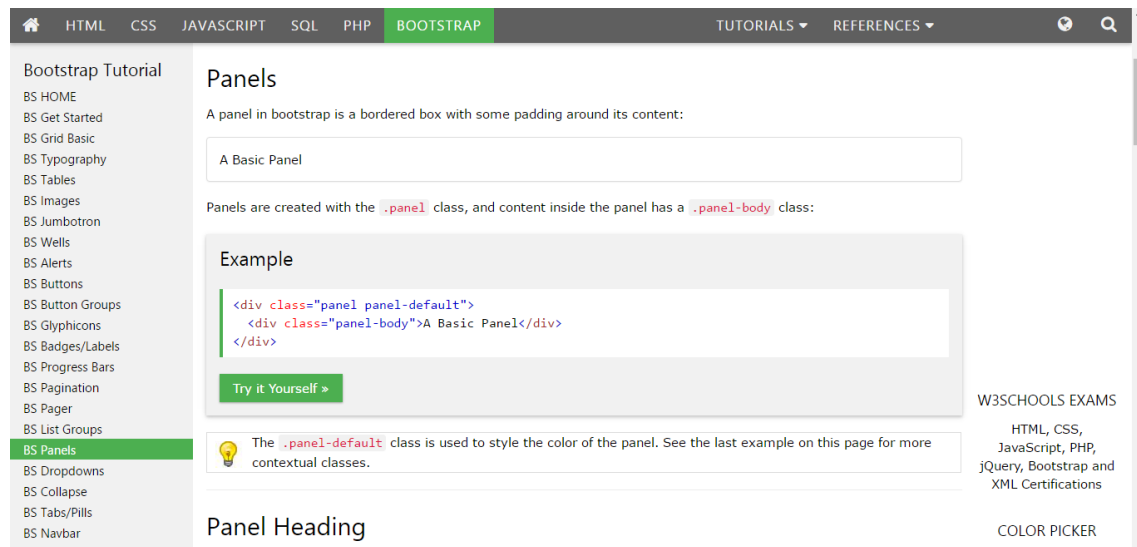 HTML CSS JAVASCRIPT SQL PHP BOOTSTRAP TUTORIALS REFERENCES
Bootstrap Tutorial
BS HOME
BS Get Started
BS Grid Basic
BS Typography
BS Tables
BS Images
BS Jumbotron
BS Wells
BS Alerts
BS Buttons
BS Button Groups
BS Glyphicons
BS Badges/Labels
BS Progress Bars
BS Pagination
BS Pager
BS List Groups
BS Panels
BS Dropdowns
BS Collapse
BS Tabs/Pills
BS Navbar
Panels
A panel in bootstrap is a bordered box with some padding around its content:
A Basic Panel
Panels are created with the .panel class, and content inside the panel has a .panel-body class:
Example
<div class="panel panel-default">
<div class="panel-body">A Basic Panel</div>
</div>
Try it Yourself »
The .panel-default class is used to style the color of the panel. See the last example on this page for more
contextual classes.
Panel Heading
W3SCHOOLS EXAMS
HTML, CSS,
JavaScript, PHP,
jQuery, Bootstrap and
XML Certifications
COLOR PICKER